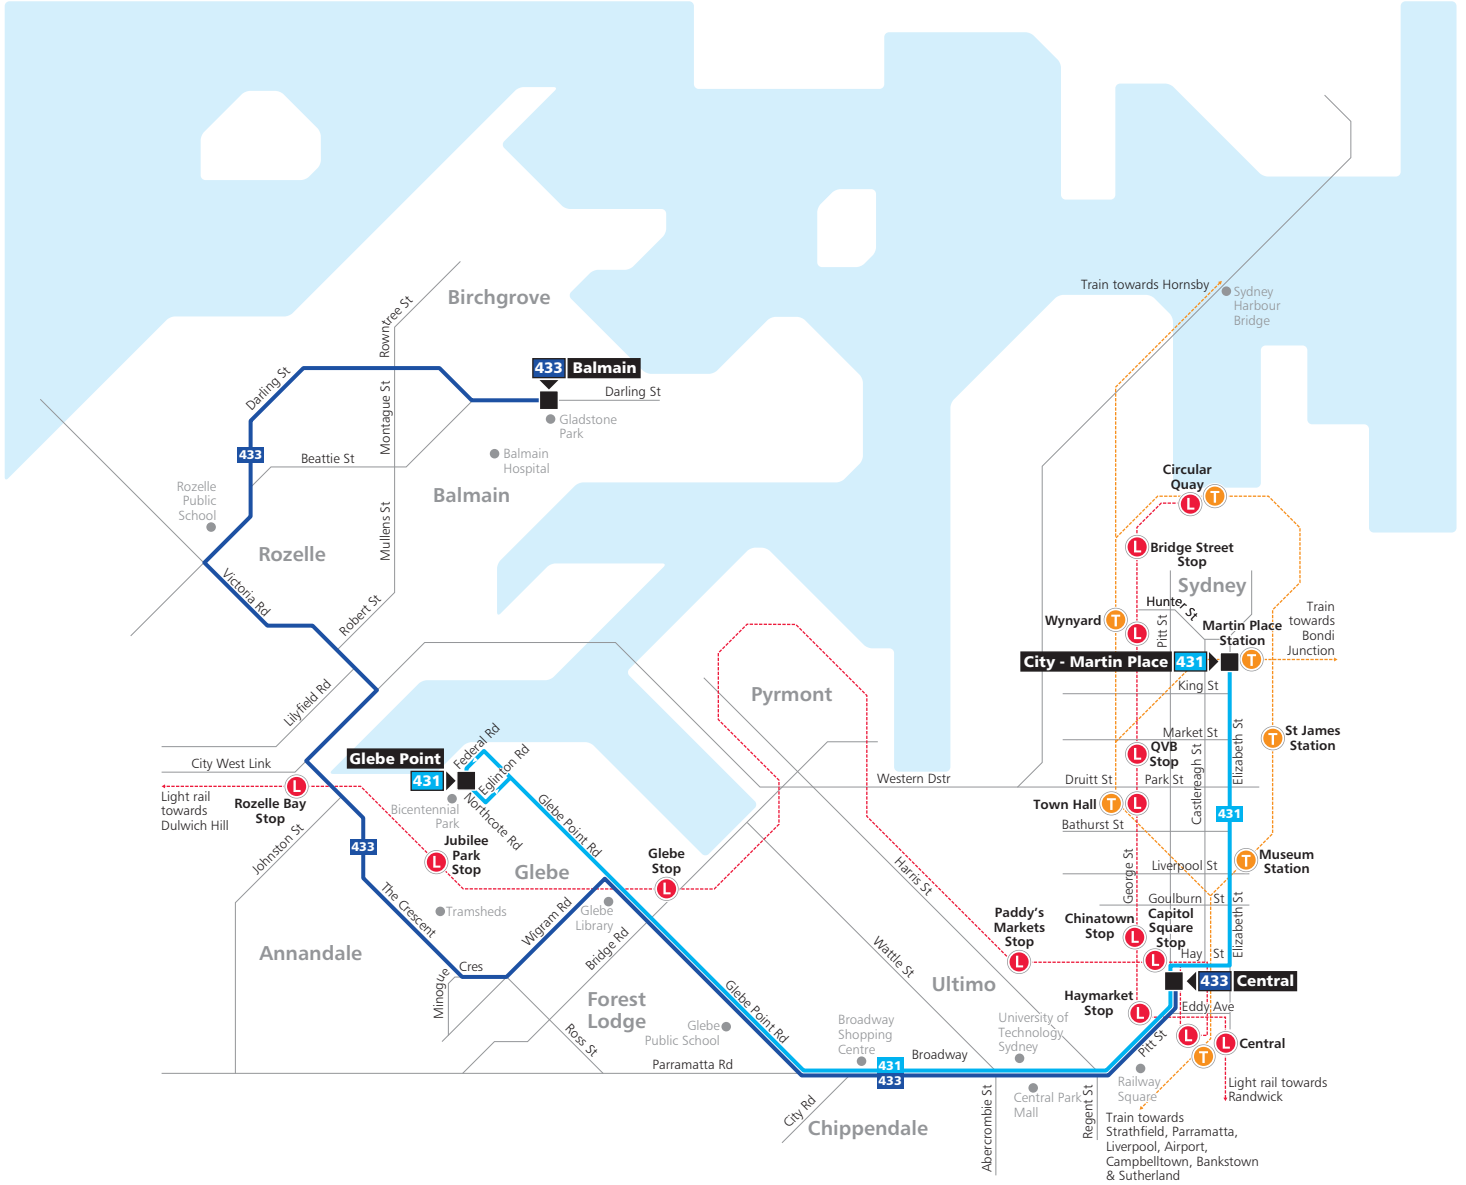 Train towards Hornsby
Sydney
Harbour
Bridge
Birchgrove
Rowntree St
433 Balmain
Darling St
Darling St
Montague St
Gladstone
Park
433
Beattie St
Balmain
Hospital
Balmain
Rozelle
Public
School
Mullens St
Rozelle
Victoria Rd
Robert St
Circular
Quay
L
T
L
Bridge Street
Stop
Sydney
Hunter St
Pitt St
Wynyard
T
L
Martin Place
Station
Train
towards
Bondi
Junction
City - Martin Place 431
T
King St
Pyrmont
Lilyfield Rd
City West Link
Market St
Elizabeth St
T
St James
Station
L
QVB
Stop
Castlereagh St
Glebe Point
431
Federal Rd
Eglinton Rd
Northcote Rd
Bicentennial
Park
Western Dstr
Druitt St
Park St
L
Rozelle Bay
Stop
Light rail
towards
Dulwich Hill
Town Hall
T
L
Bathurst St
431
Johnston St
433
Glebe Point Rd
Jubilee
Park
Stop
L
Glebe
Glebe
Stop
L
Harris St
George St
Liverpool St
T
Museum
Station
Goulburn St
The Crescent
Tramsheds
Wigram Rd
Glebe
Library
Bridge Rd
Paddy's
Markets
Stop
L
Chinatown
Stop
L
Capitol
Square
Stop
L
Hay St
Elizabeth St
Annandale
Cres
Minogue
Wattle St
Ultimo
433 Central
Forest
Lodge
Glebe Point Rd
Haymarket
Stop
L
Eddy Ave
Glebe
Public School
Ross St
Broadway
Shopping
Centre
University of
Technology
Sydney
Pitt St
L
T
L
Central
Parramatta Rd
431
433
Broadway
Railway
Square
Light rail towards
Randwick
City Rd
Chippendale
Abercrombie St
Central Park
Mall
Regent St
Train towards
Strathfield, Parramatta,
Liverpool, Airport,
Campbelltown, Bankstown
& Sutherland